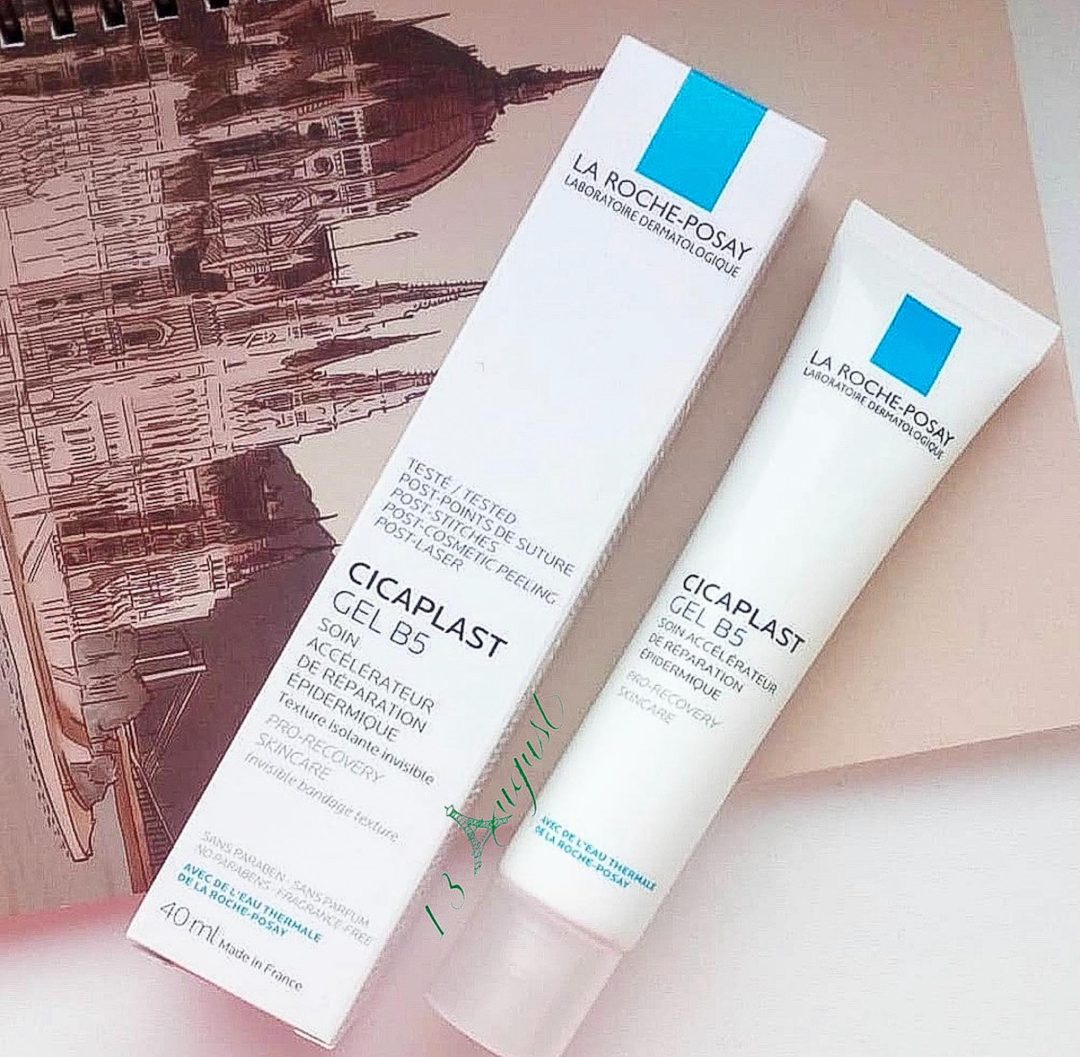 LA ROCHE-POSAY
LABORATOIRE DERMATOLOGIQUE
TESTÉ / TESTED
POST-POINTS DE SUTURE
POST-STITCHES
POST-COSMETIC PEELING
POST-LASER
CICAPLAST
GEL B5
SOIN
ACCÉLÉRATEUR
DE RÉPARATION
ÉPIDERMIQUE
Texture isolante invisible
PRO-RECOVERY
SKINCARE
Invisible bandage texture
SANS PARABEN - SANS PARFUM
NO PARABENS - FRAGRANCE-FREE
AVEC DE L'EAU THERMALE
DE LA ROCHE-POSAY
40 ml Made in France
LA ROCHE-POSAY
LABORATOIRE DERMATOLOGIQUE
CICAPLAST
GEL B5
SOIN ACCÉLÉRATEUR
DE RÉPARATION
ÉPIDERMIQUE
PRO-RECOVERY
SKINCARE
AVEC DE L'EAU THERMALE
DE LA ROCHE-POSAY
13 August